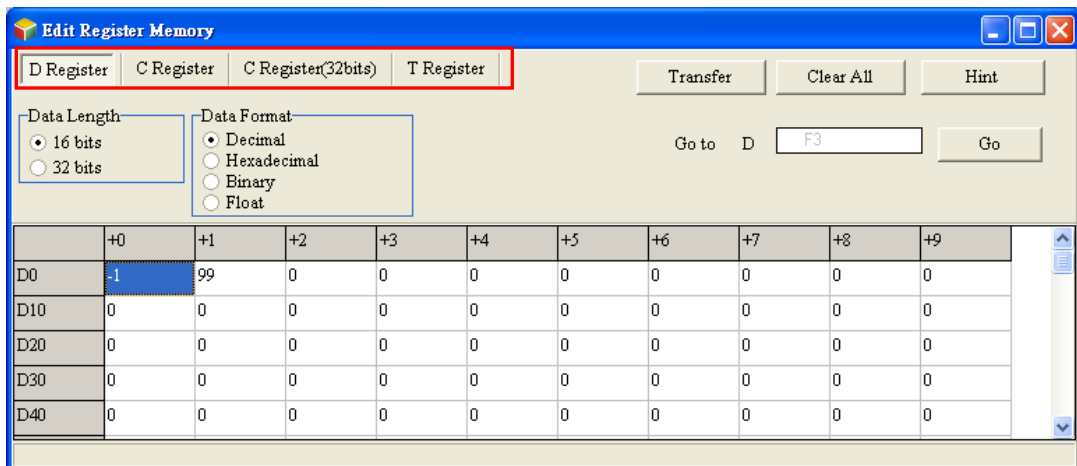 Edit Register Memory
D Register C Register C Register(32bits) T Register Transfer Clear All Hint
Data Length Data Format
16 bits Decimal Go to D F3 Go
32 bits Hexadecimal
Binary
Float
+0 +1 +2 +3 +4 +5 +6 +7 +8 +9
D0 -1 99 0 0 0 0 0 0 0 0
D10 0 0 0 0 0 0 0 0 0 0
D20 0 0 0 0 0 0 0 0 0 0
D30 0 0 0 0 0 0 0 0 0 0
D40 0 0 0 0 0 0 0 0 0 0